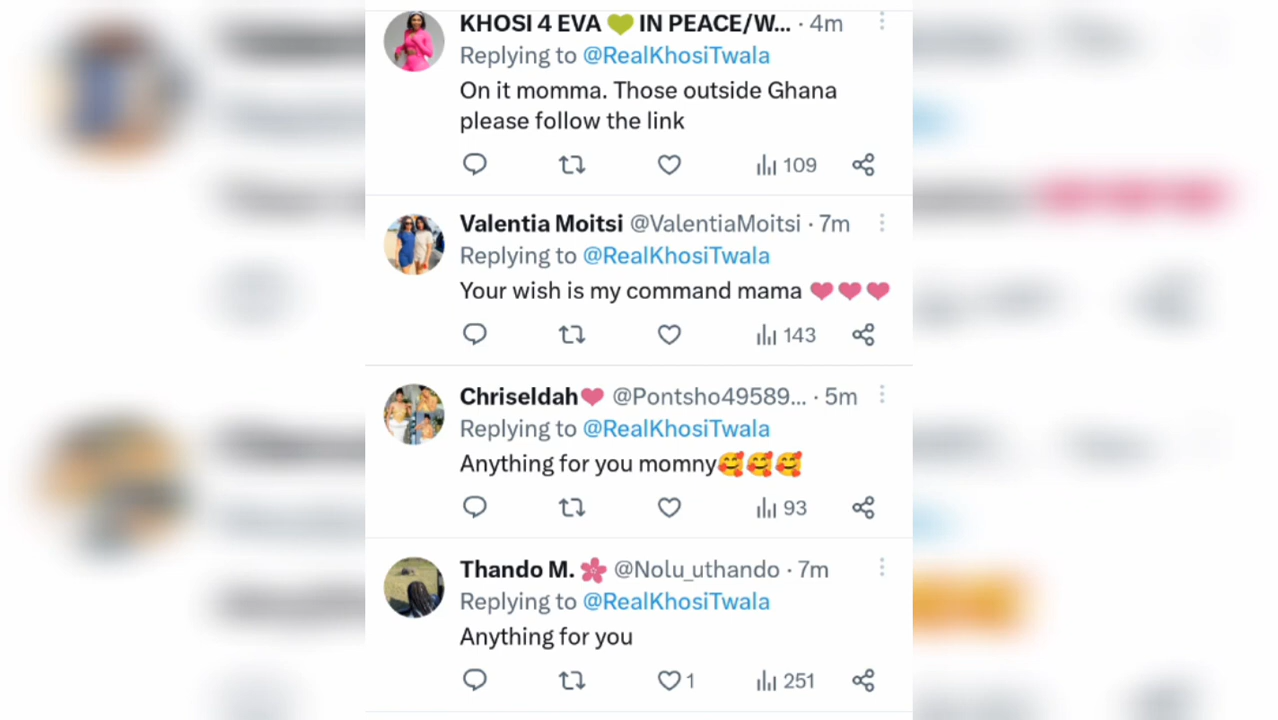 KHOSI 4 EVA 💚 IN PEACE/W... · 4m
Replying to @RealKhosiTwala
On it momma. Those outside Ghana
please follow the link
109
Valentia Moitsi @ValentiaMoitsi · 7m
Replying to @RealKhosiTwala
Your wish is my command mama ❤️❤️❤️
143
Chriseldah❤️ @Pontsho49589... · 5m
Replying to @RealKhosiTwala
Anything for you momny🥰🥰🥰
93
Thando M. 🌸 @Nolu_uthando · 7m
Replying to @RealKhosiTwala
Anything for you
1 251